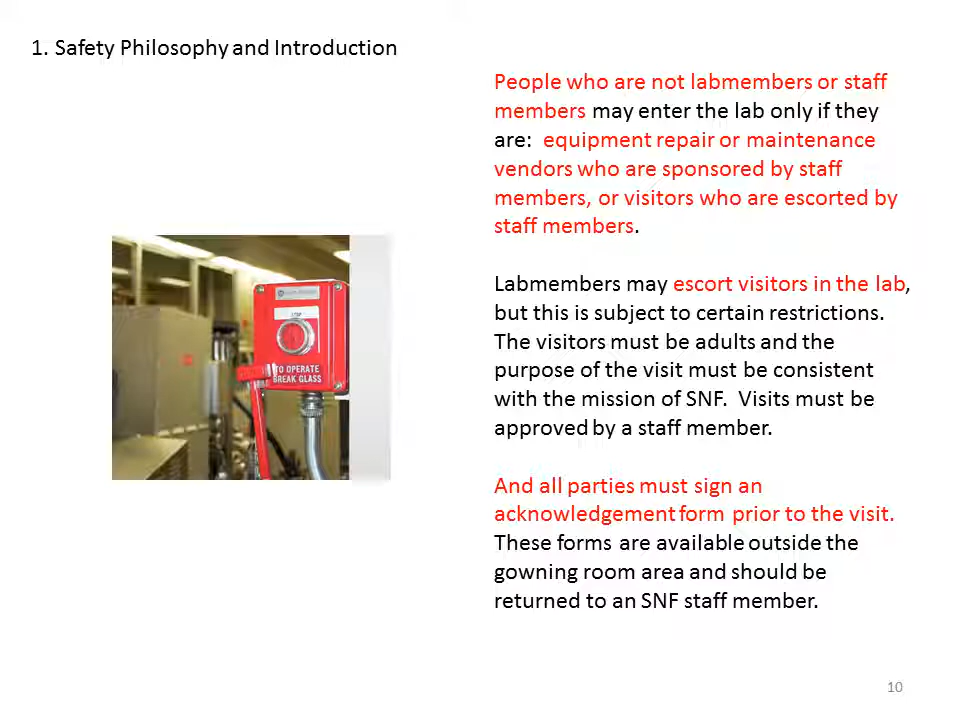 1. Safety Philosophy and Introduction
People who are not labmembers or staff
members may enter the lab only if they
are:  equipment repair or maintenance
vendors who are sponsored by staff
members, or visitors who are escorted by
staff members.
Labmembers may escort visitors in the lab,
but this is subject to certain restrictions.
The visitors must be adults and the
purpose of the visit must be consistent
with the mission of SNF.  Visits must be
approved by a staff member.
And all parties must sign an
acknowledgement form prior to the visit.
These forms are available outside the
gowning room area and should be
returned to an SNF staff member.
STOP
TO OPERATE
BREAK GLASS
10